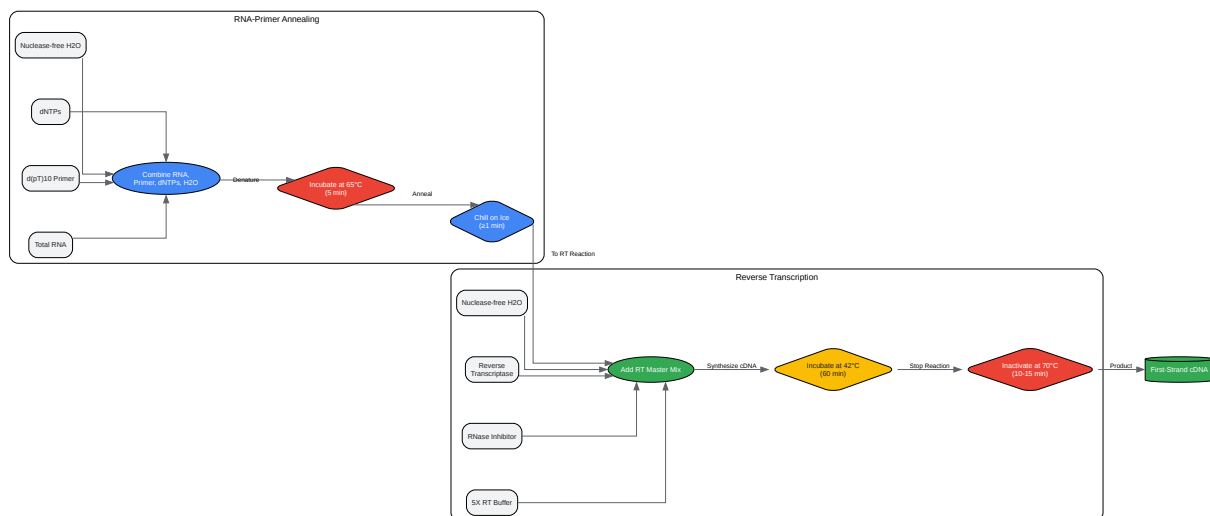 RNA-Primer Annealing
Nuclease-free H2O
dNTPs
d(pT)10 Primer
Total RNA
Combine RNA,
Primer, dNTPs, H2O
Denature
Incubate at 65°C
(5 min)
Anneal
Chill on Ice
(≥1 min)
To RT Reaction
Reverse Transcription
Nuclease-free H2O
Reverse
Transcriptase
RNase Inhibitor
5X RT Buffer
Add RT Master Mix
Synthesize cDNA
Incubate at 42°C
(60 min)
Stop Reaction
Inactivate at 70°C
(10-15 min)
Product
First-Strand cDNA